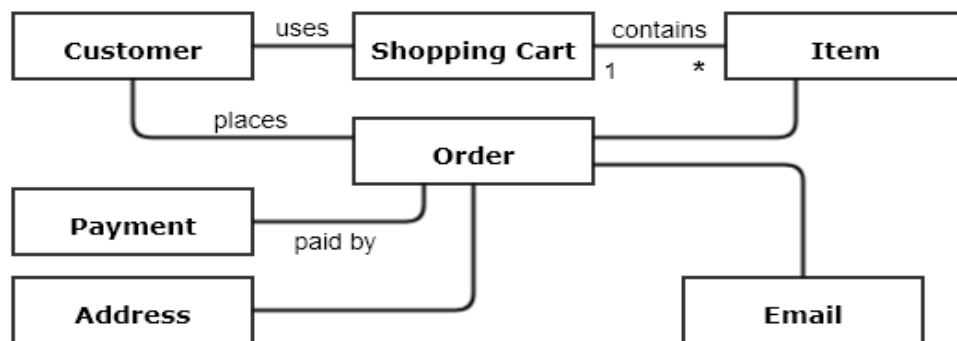 uses
contains
Customer
Shopping Cart
Item
1
*
places
Order
Payment
paid by
Address
Email